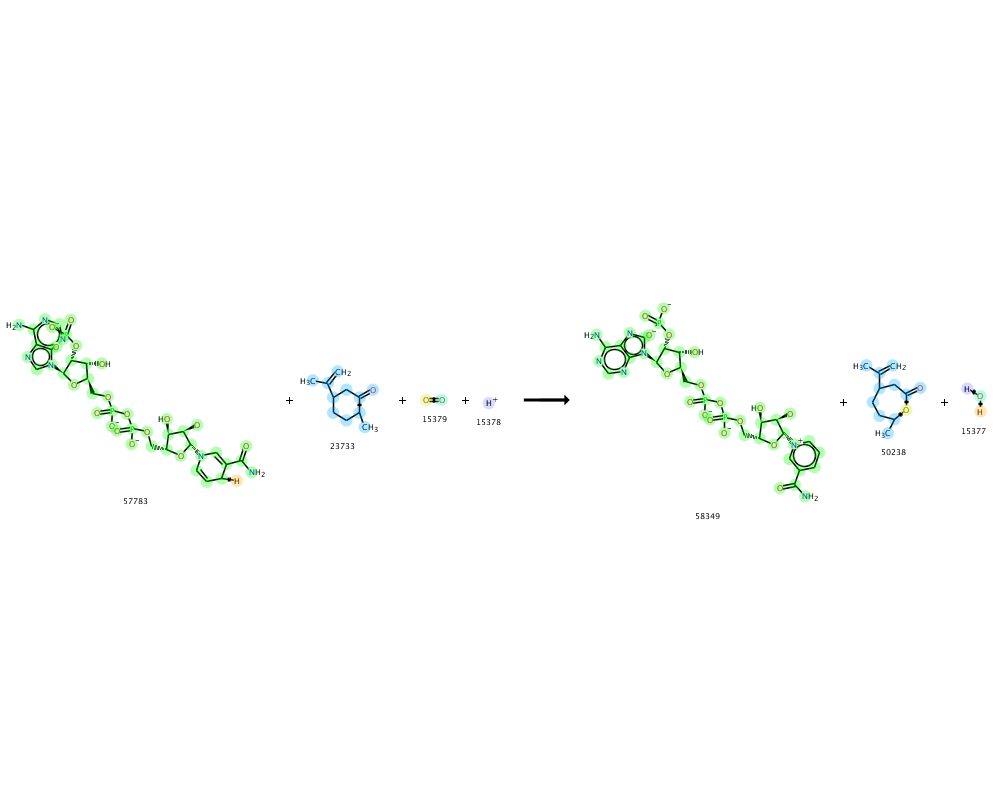 57783
+
H₃C
CH₂
O
CH₃
23733
+
O O
15379
+
H⁺
15378
58349
+
H₃C
CH₂
O
O
H₃C
50238
+
H O
H
15377
H₂N
N
N
N
O
O
OH
O
O
O
O
O
O⁻
HO
O
N
O
NH₂
H
H₂N
N
N
N
N
O
O⁻
P
O
OH
O
O
O
O
O
O⁻
HO
O
O
N⁺
O
NH₂